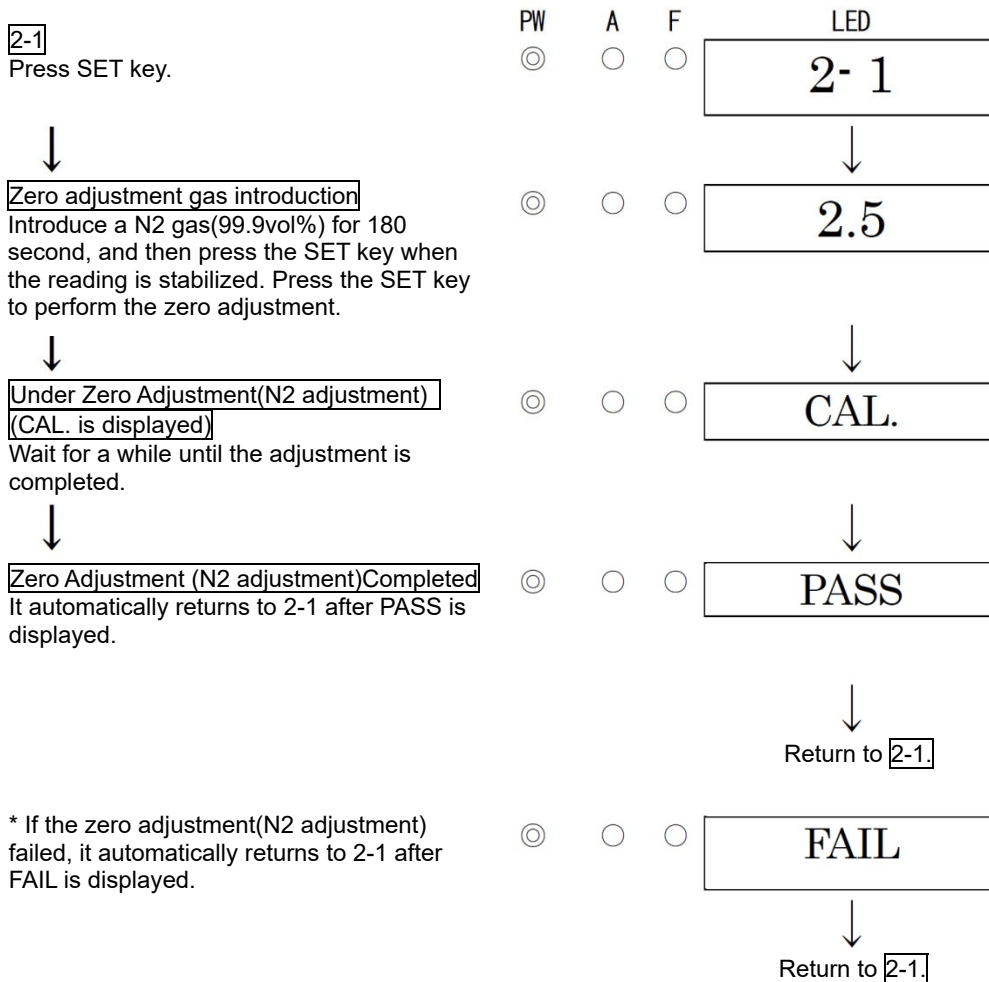 PW A F LED
2-1
Press SET key.
2- 1
Zero adjustment gas introduction
Introduce a N2 gas(99.9vol%) for 180
second, and then press the SET key when
the reading is stabilized. Press the SET key
to perform the zero adjustment.
2.5
Under Zero Adjustment(N2 adjustment)
(CAL. is displayed)
Wait for a while until the adjustment is
completed.
CAL.
Zero Adjustment (N2 adjustment)Completed
It automatically returns to 2-1 after PASS is
displayed.
PASS
Return to 2-1.
* If the zero adjustment(N2 adjustment)
failed, it automatically returns to 2-1 after
FAIL is displayed.
FAIL
Return to 2-1.